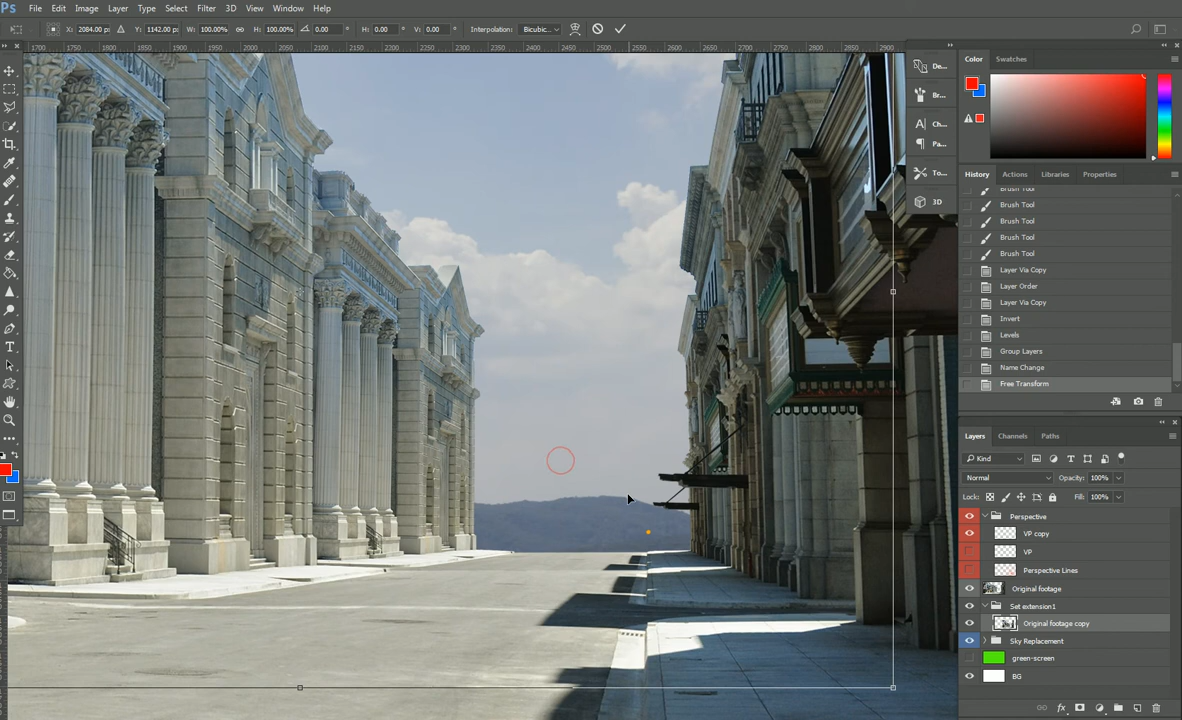 Ps File Edit Image Layer Type Select Filter 3D View Window Help
X: 2084.00 px Y: 1142.00 px W: 100.00% H: 100.00% 0.00 ° H: 0.00 ° V: 0.00 ° Interpolation: Bicubic...
1700 1750 1800 1850 1900 1950 2000 2050 2100 2150 2200 2250 2300 2350 2400 2450 2500 2550 2600 2650 2700 2750 2800 2850 2900
De...
Br...
Ch...
Pa...
To...
3D
Color Swatches
History Actions Libraries Properties
Brush Tool
Brush Tool
Brush Tool
Brush Tool
Brush Tool
Layer Via Copy
Layer Order
Layer Via Copy
Invert
Levels
Group Layers
Name Change
Free Transform
Layers Channels Paths
Kind
Normal Opacity: 100%
Lock: Fill: 100%
Perspective
VP copy
VP
Perspective Lines
Original footage
Set extension1
Original footage copy
Sky Replacement
green-screen
BG